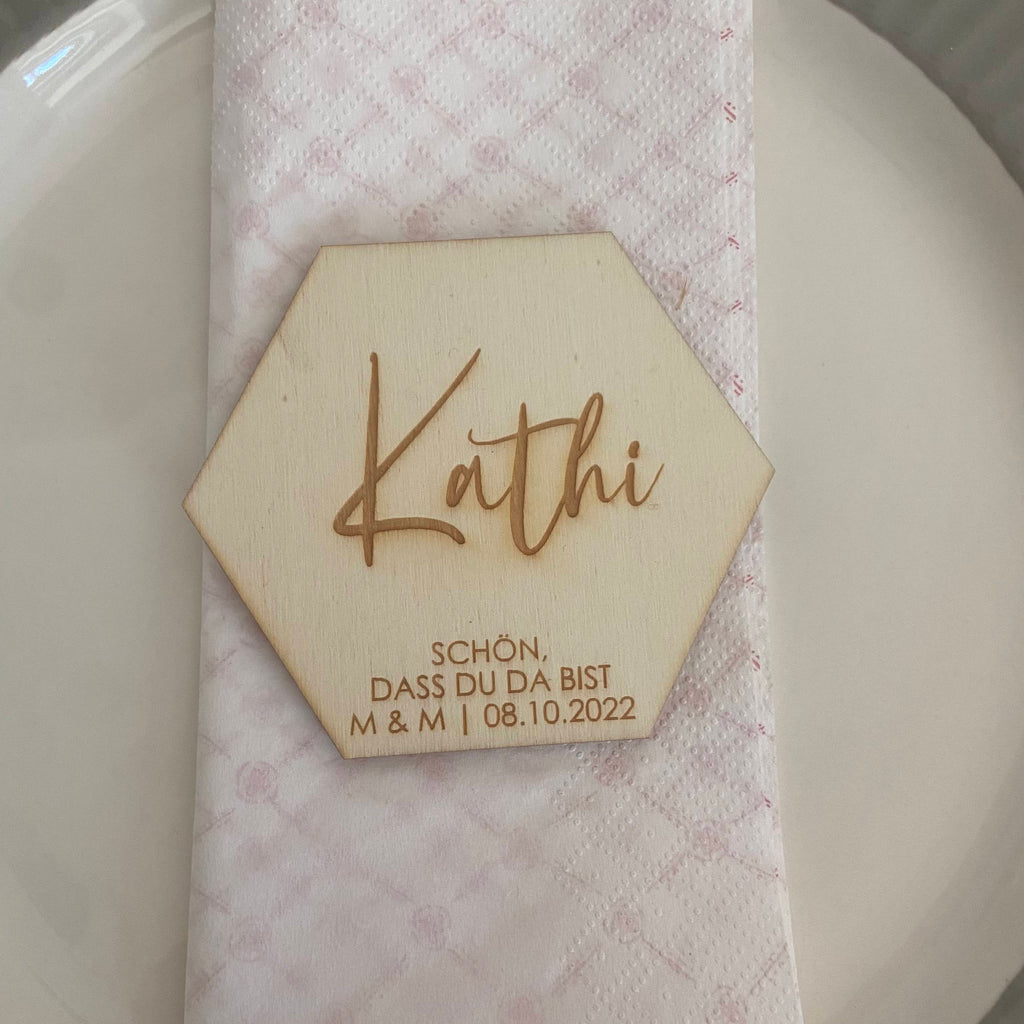 Kathi
SCHÖN,
DASS DU DA BIST
M & M | 08.10.2022